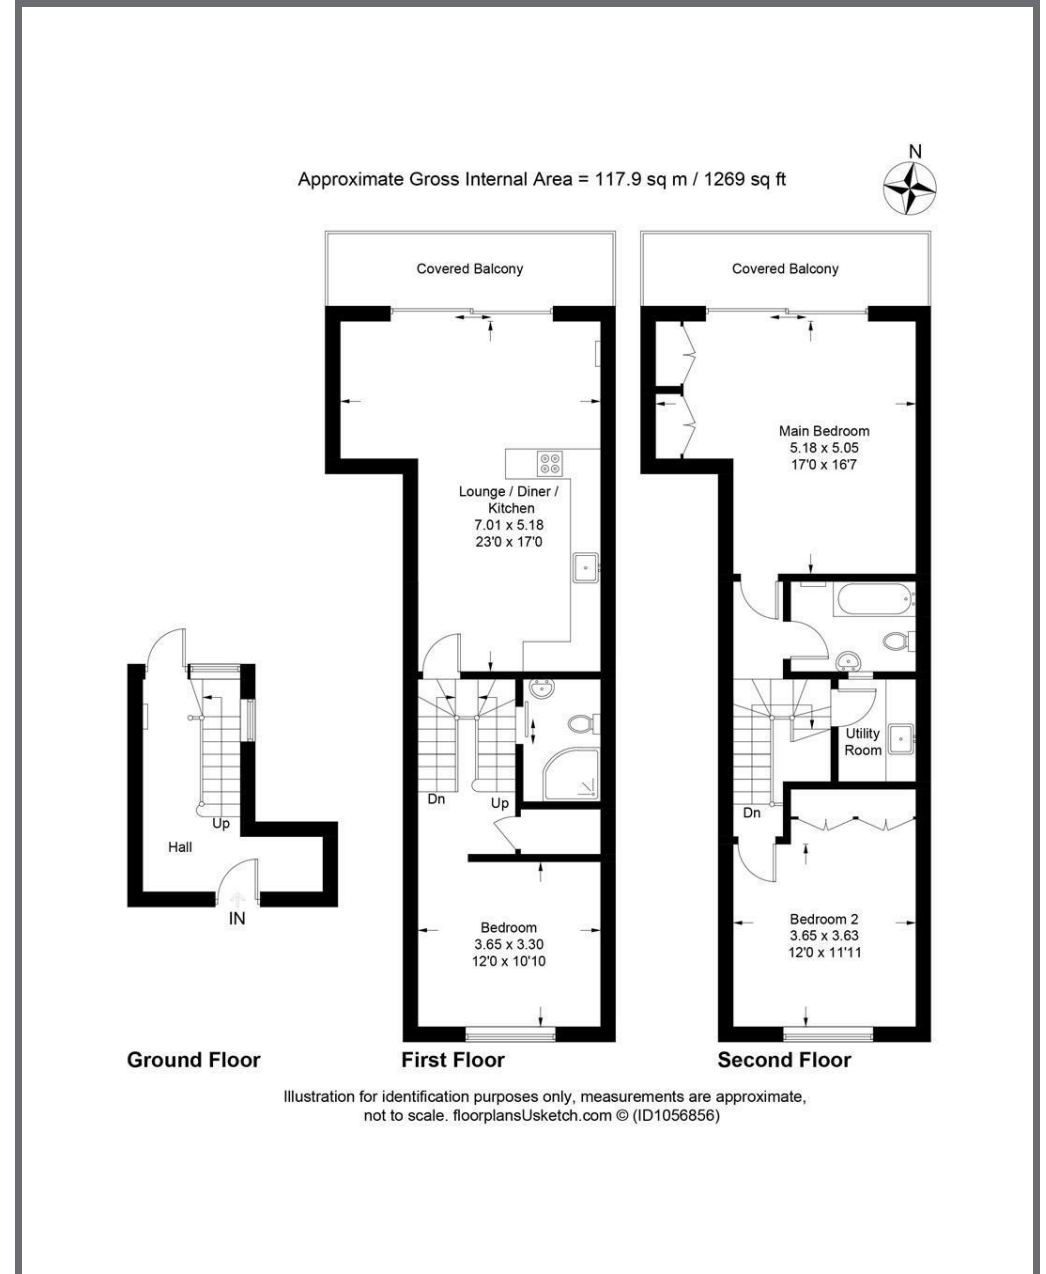 N
Approximate Gross Internal Area = 117.9 sq m / 1269 sq ft
Covered Balcony
Covered Balcony
Main Bedroom
5.18 x 5.05
17'0 x 16'7
Lounge / Diner /
Kitchen
7.01 x 5.18
23'0 x 17'0
Utility
Room
Dn
Up
Dn
Up
Hall
IN
Bedroom
3.65 x 3.30
12'0 x 10'10
Bedroom 2
3.65 x 3.63
12'0 x 11'11
Ground Floor
First Floor
Second Floor
Illustration for identification purposes only, measurements are approximate,
not to scale. floorplansUsketch.com © (ID1056856)